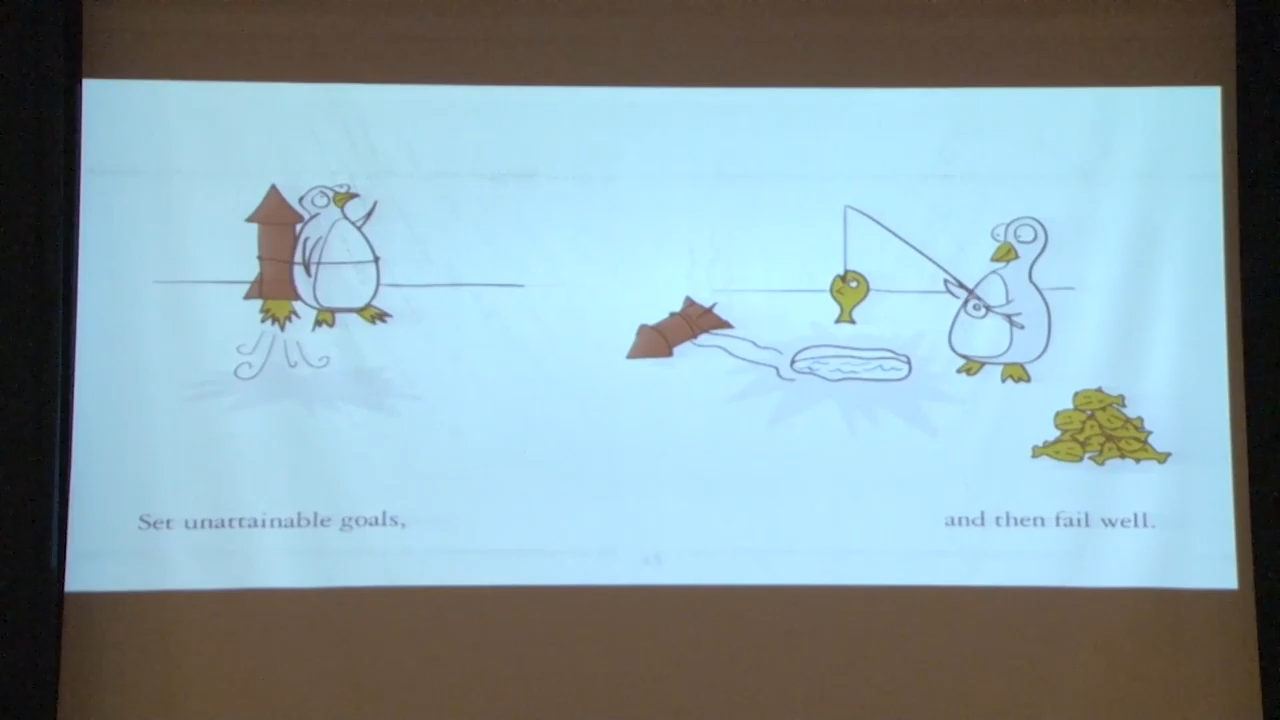 Set unattainable goals,
and then fail well.